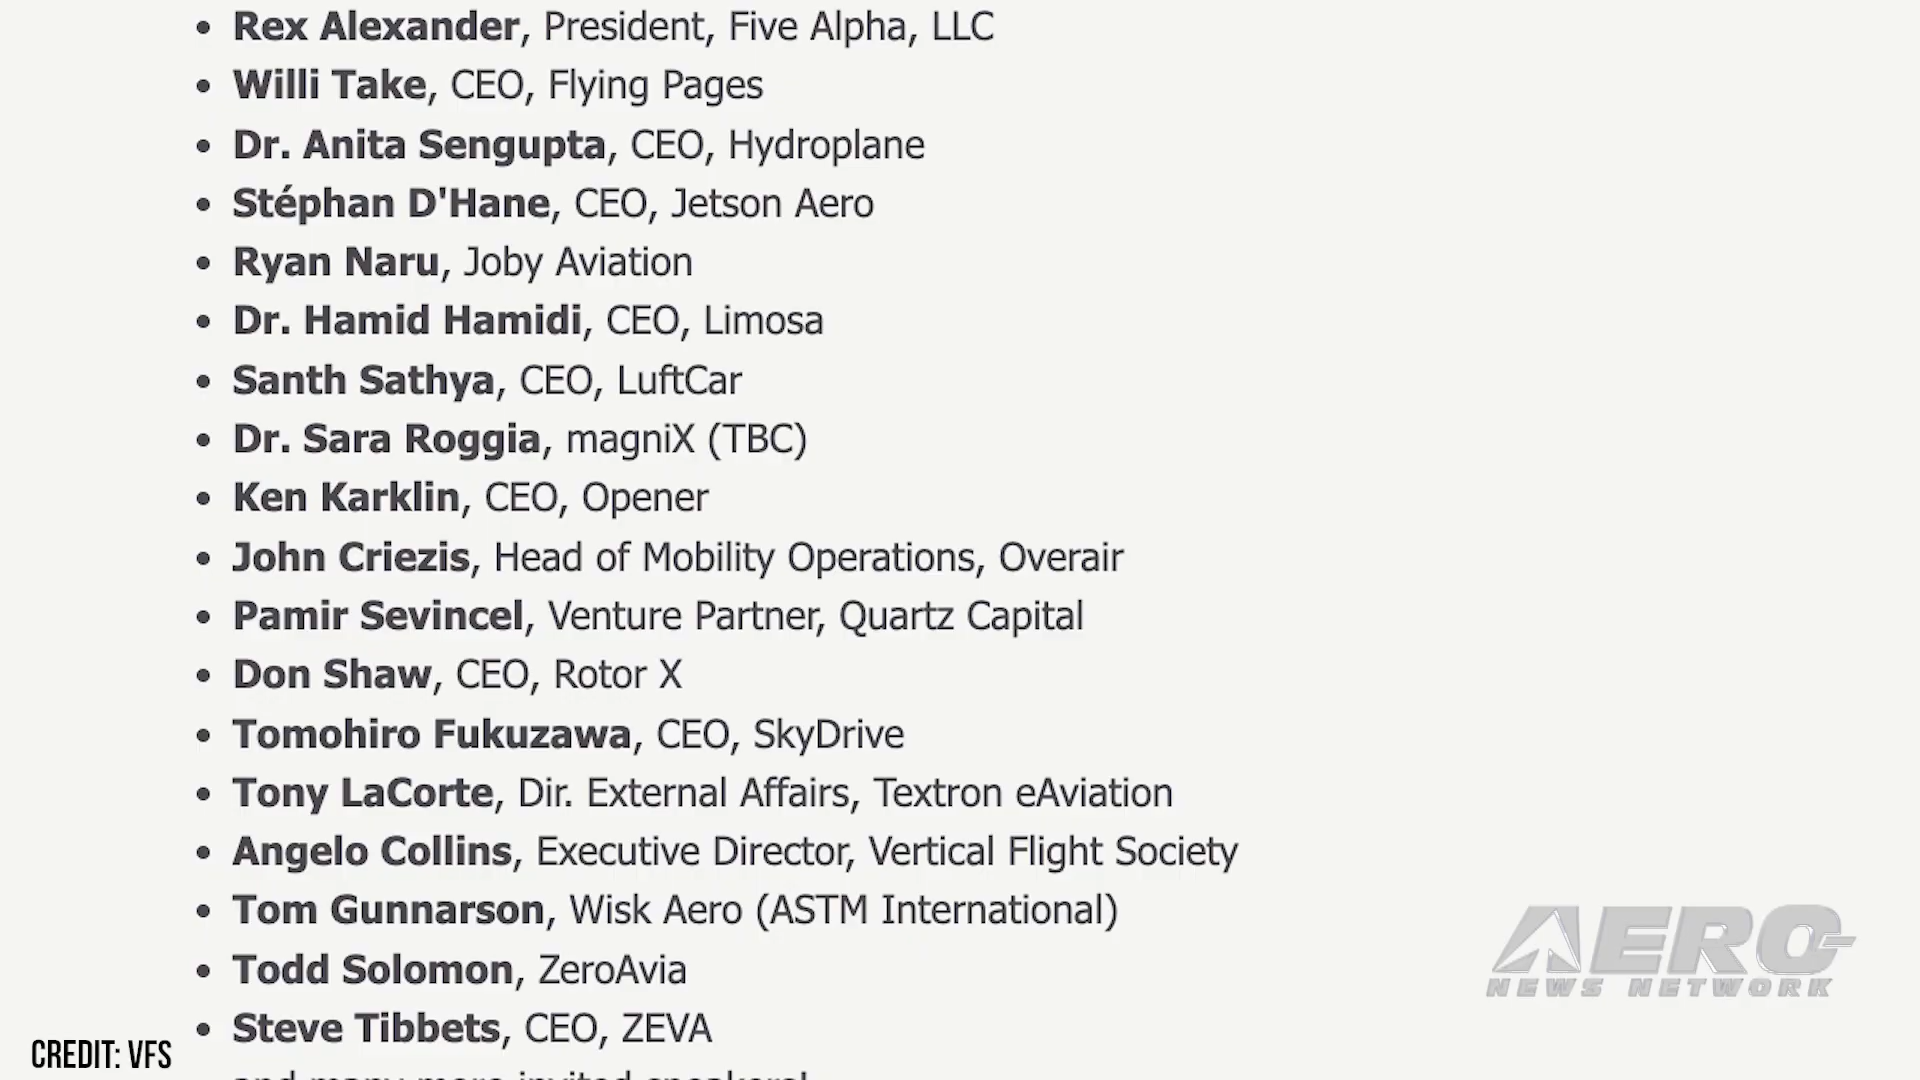 • Rex Alexander, President, Five Alpha, LLC
• Willi Take, CEO, Flying Pages
• Dr. Anita Sengupta, CEO, Hydroplane
• Stéphan D'Hane, CEO, Jetson Aero
• Ryan Naru, Joby Aviation
• Dr. Hamid Hamidi, CEO, Limosa
• Santh Sathya, CEO, LuftCar
• Dr. Sara Roggia, magniX (TBC)
• Ken Karklin, CEO, Opener
• John Criezis, Head of Mobility Operations, Overair
• Pamir Sevincel, Venture Partner, Quartz Capital
• Don Shaw, CEO, Rotor X
• Tomohiro Fukuzawa, CEO, SkyDrive
• Tony LaCorte, Dir. External Affairs, Textron eAviation
• Angelo Collins, Executive Director, Vertical Flight Society
• Tom Gunnarson, Wisk Aero (ASTM International)
• Todd Solomon, ZeroAvia
• Steve Tibbets, CEO, ZEVA
and many more invited speakers!
CREDIT: VFS
AERO
NEWS NETWORK